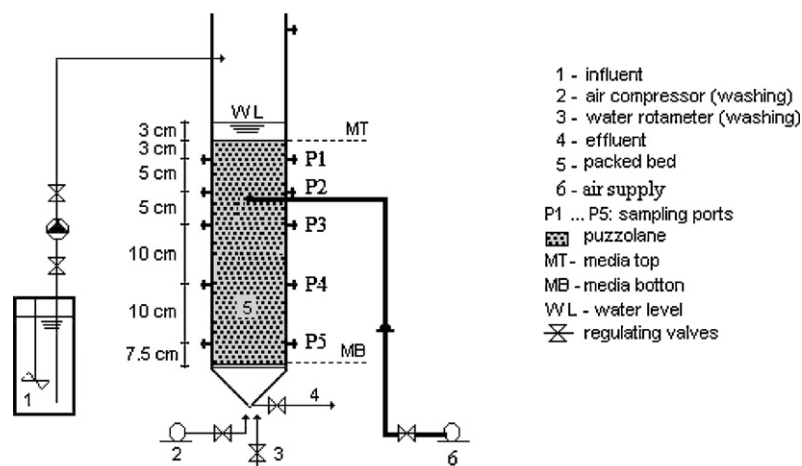 WL
MT
3 cm
3 cm
5 cm
5 cm
10 cm
10 cm
7.5 cm
P1
P2
P3
P4
P5
5
MB
1
2
3
4
6
1 - influent
2 - air compressor (washing)
3 - water rotameter (washing)
4 - effluent
5 - packed bed
6 - air supply
P1 ... P5: sampling ports
puzzolane
MT - media top
MB - media botton
WL - water level
regulating valves